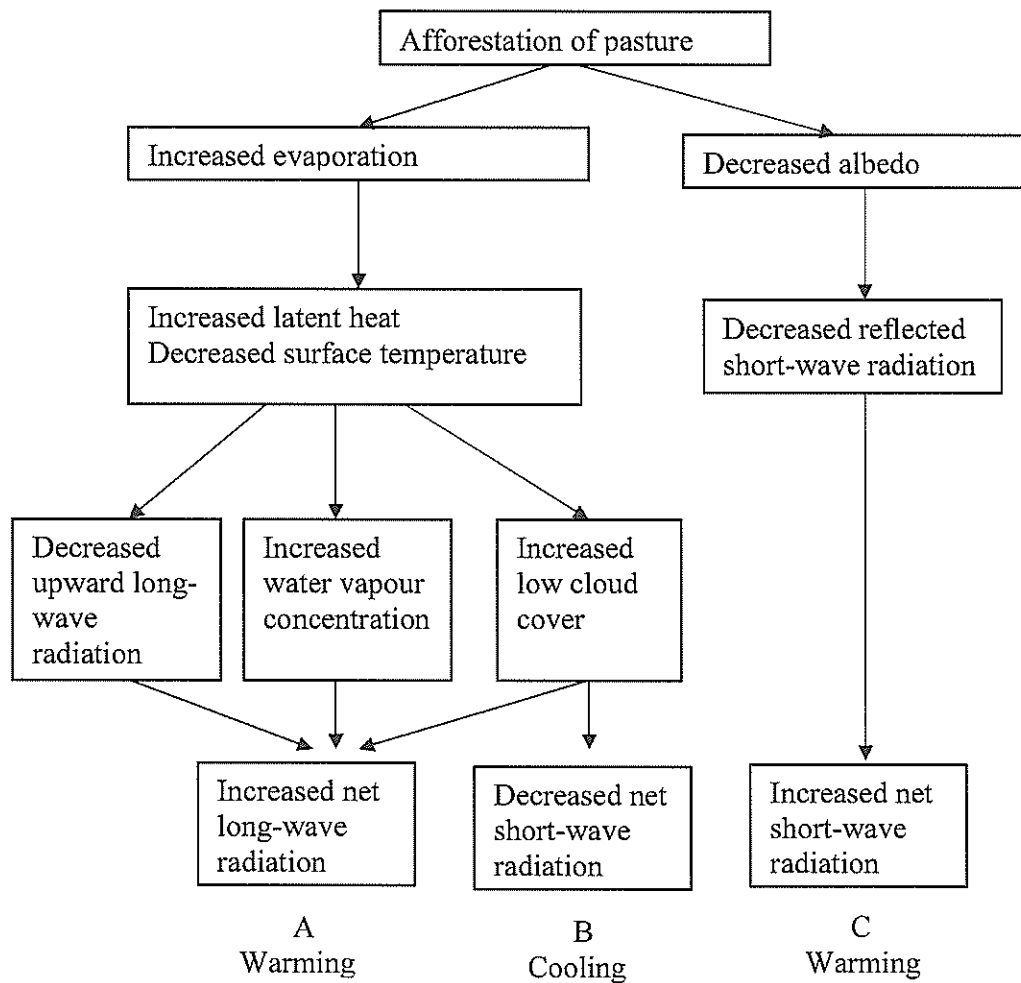 Afforestation of pasture
Increased evaporation
Decreased albedo
Increased latent heat
Decreased surface temperature
Decreased reflected
short-wave radiation
Decreased
upward long-
wave
radiation
Increased
water vapour
concentration
Increased
low cloud
cover
Increased net
long-wave
radiation
Decreased net
short-wave
radiation
Increased net
short-wave
radiation
A
Warming
B
Cooling
C
Warming